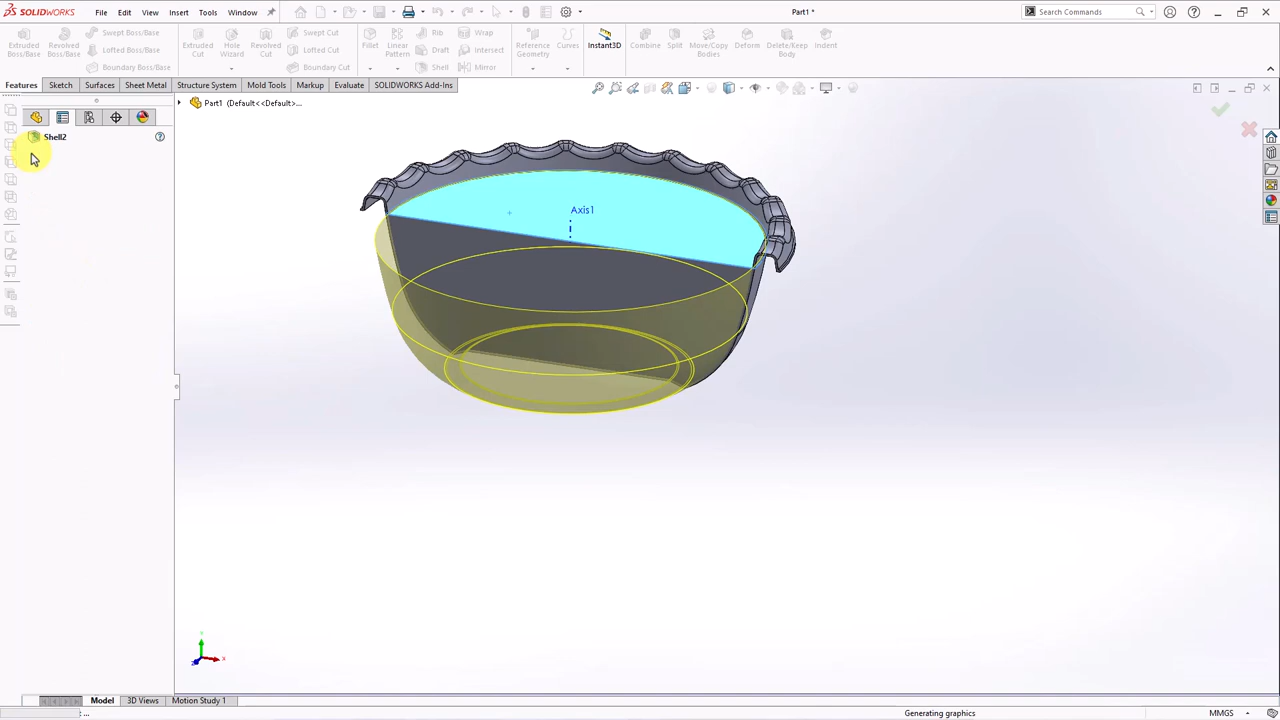 SOLIDWORKS File Edit View Insert Tools Window Part1 * Search Commands
Extruded Boss/Base
Revolved Boss/Base
Swept Boss/Base
Lofted Boss/Base
Boundary Boss/Base
Extruded Cut
Hole Wizard
Revolved Cut
Swept Cut
Lofted Cut
Boundary Cut
Fillet
Linear Pattern
Rib
Draft
Shell
Wrap
Intersect
Mirror
Reference Geometry
Curves
Instant3D
Combine
Split
Move/Copy Bodies
Deform
Delete/Keep Body
Indent
Features Sketch Surfaces Sheet Metal Structure System Mold Tools Markup Evaluate SOLIDWORKS Add-Ins
Part1 (Default<<Default>...
Shell2
Axis1
Y
X
Z
Model 3D Views Motion Study 1
: ... Generating graphics MMGS